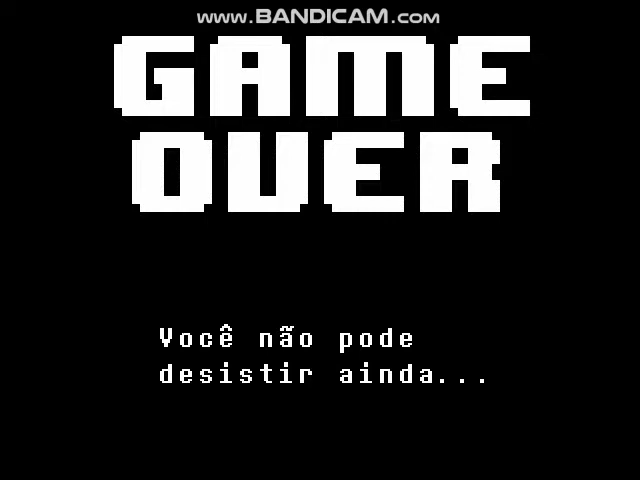 www.BANDICAM.com
GAME
OVER
Você não pode
desistir ainda...